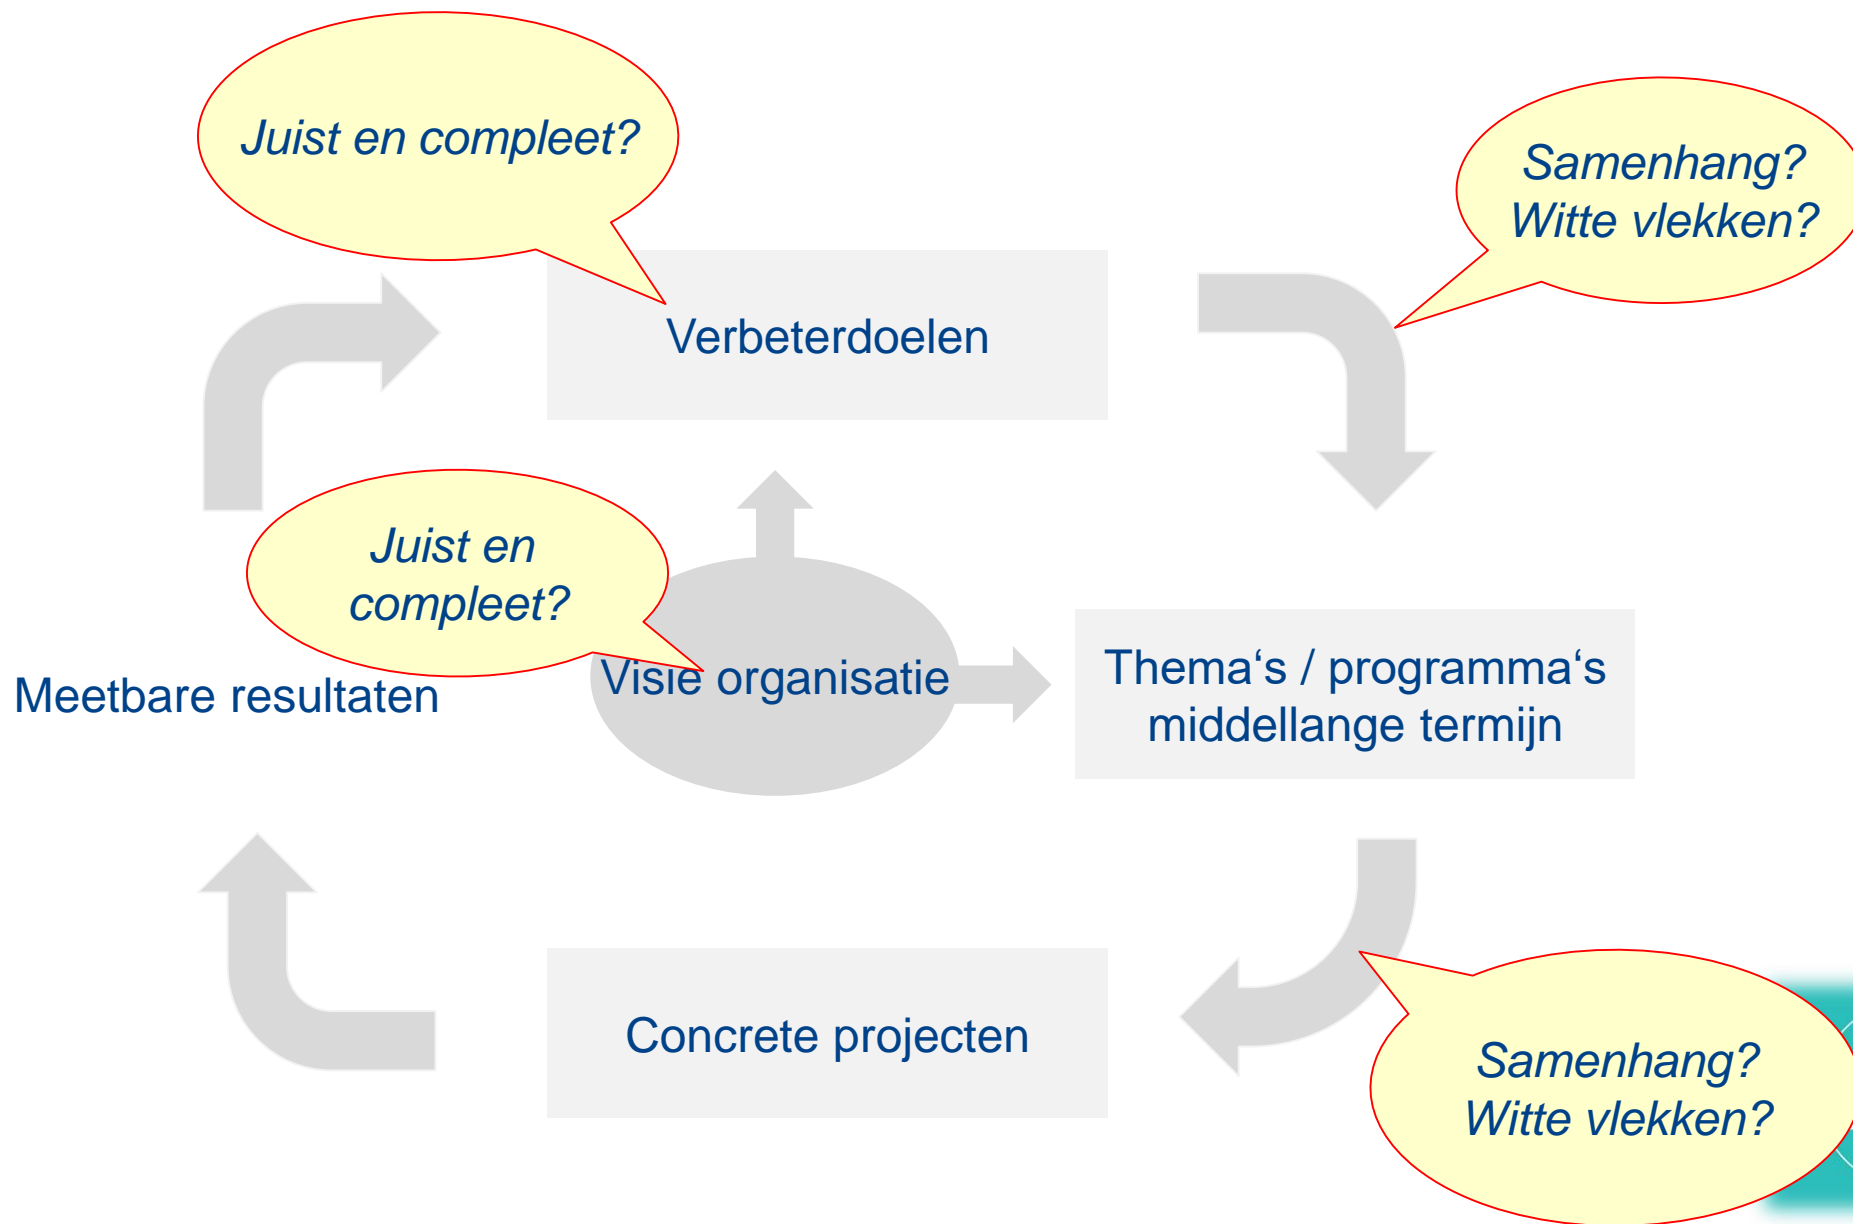 Juist en compleet?
Samenhang?
Witte vlekken?
Verbeterdoelen
Juist en
compleet?
Meetbare resultaten
Visie organisatie
Thema‘s / programma‘s
middellange termijn
Concrete projecten
Samenhang?
Witte vlekken?